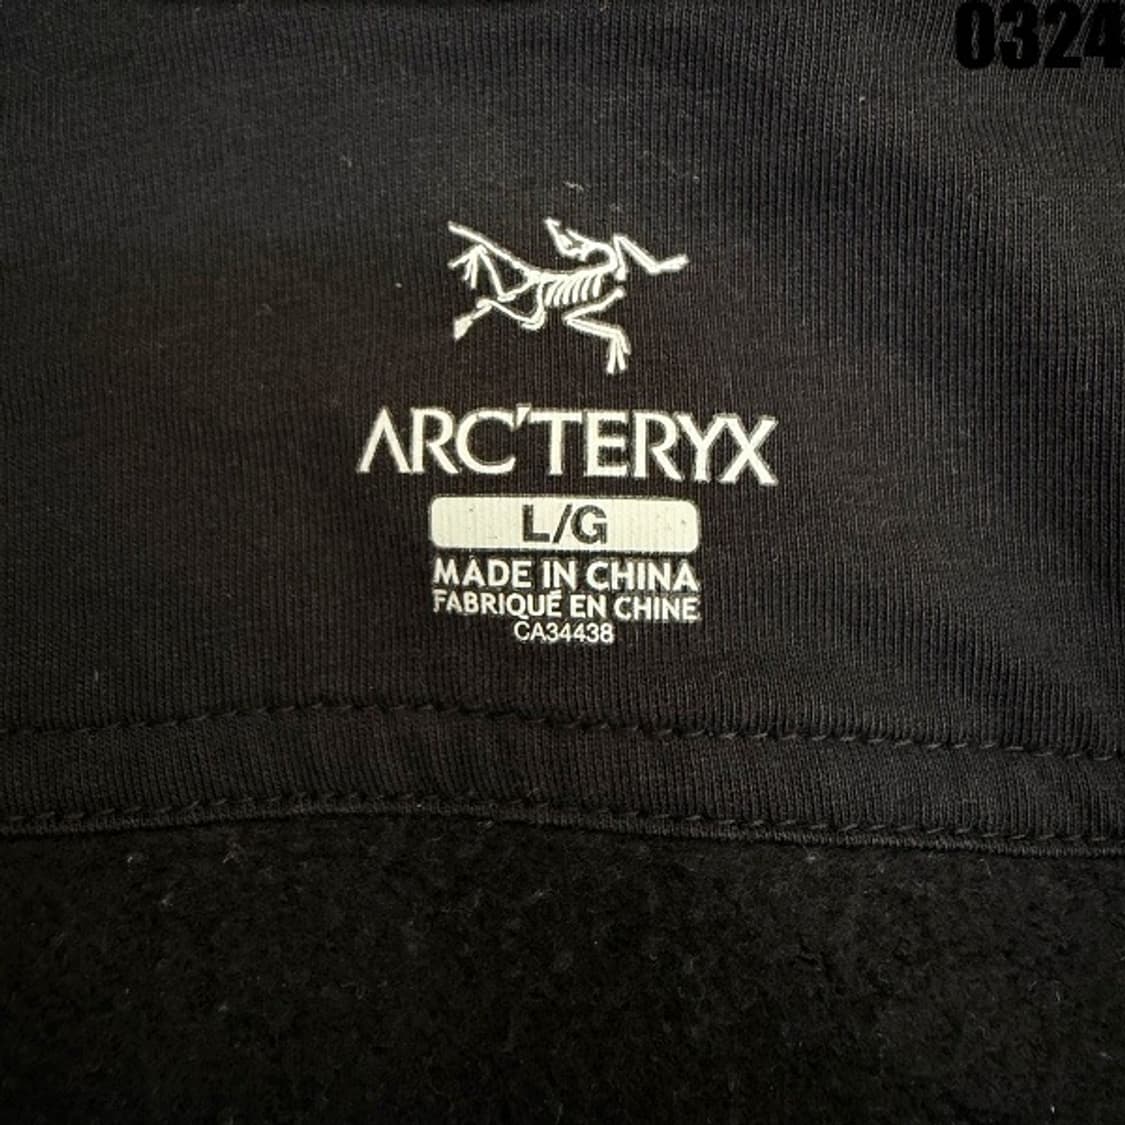 0324
ARC'TERYX
L/G
MADE IN CHINA
FABRIQUÉ EN CHINE
CA34438